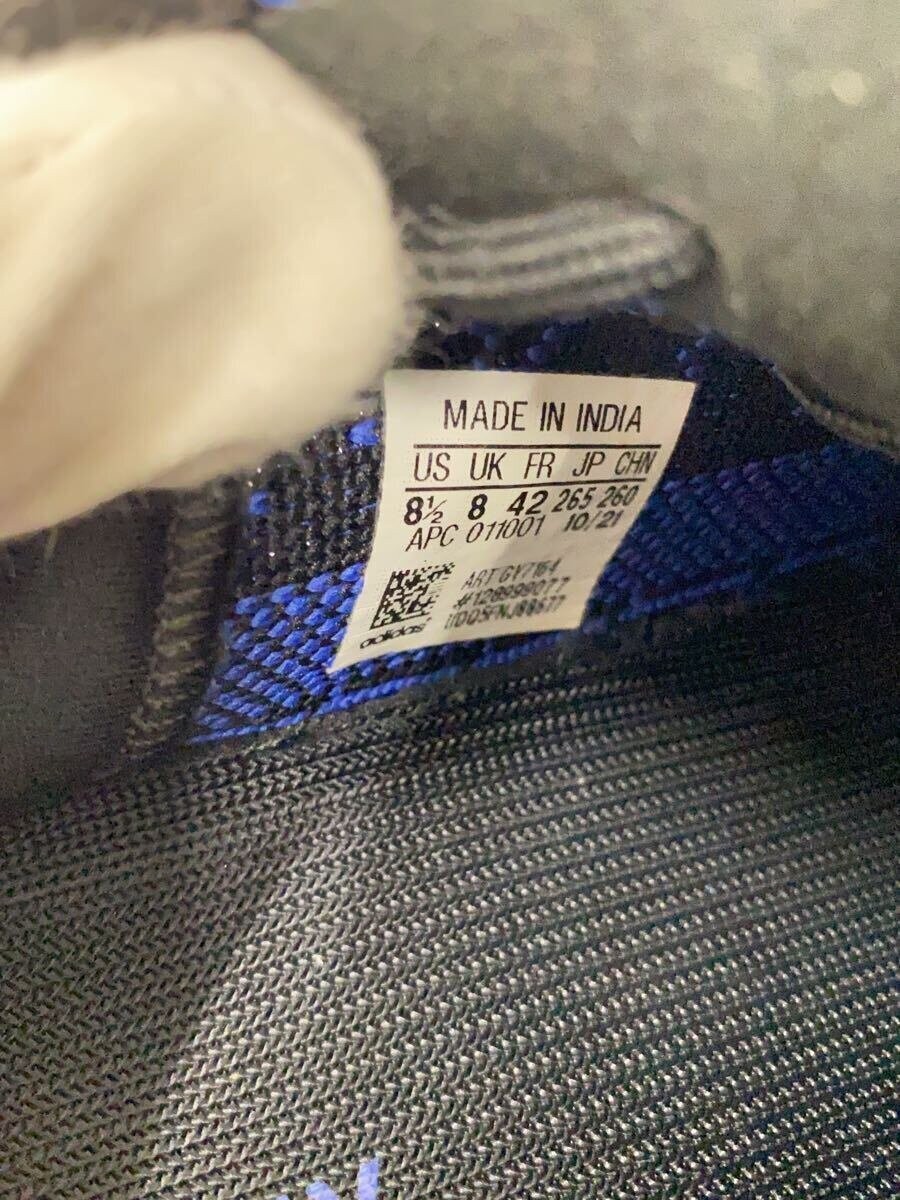 MADE IN INDIA
US UK FR JP CHN
8½ 8 42 265 260
APC 011001 10/21
ART GY7164
adidas